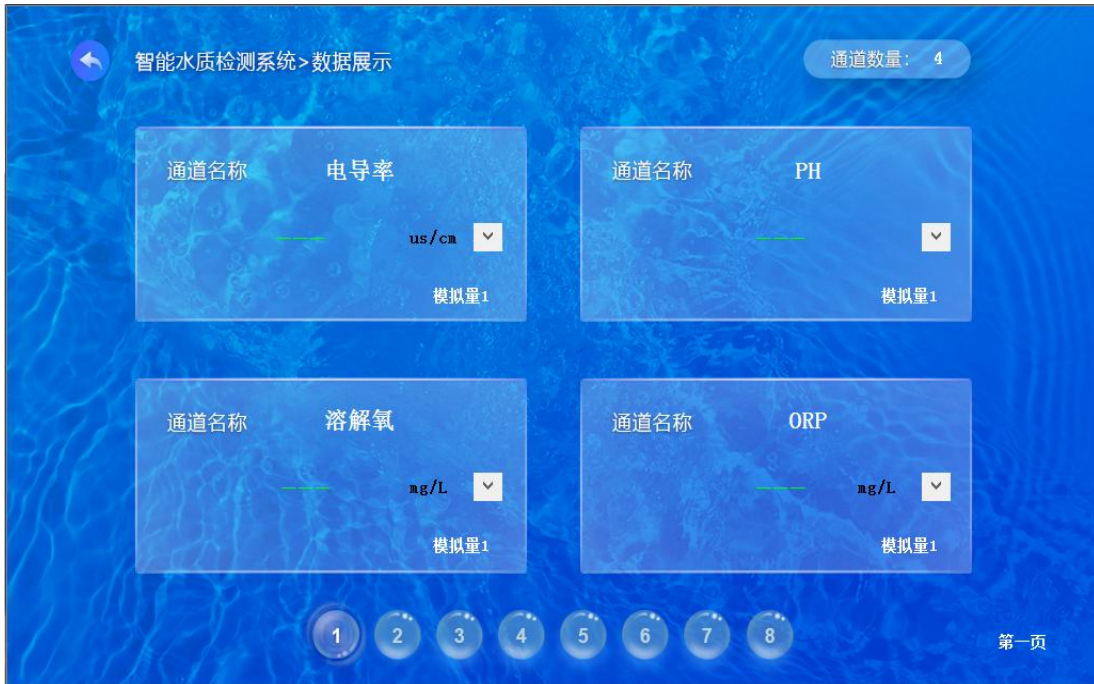 智能水质检测系统>数据展示
通道数量： 4
通道名称 电导率
--- us/cm
模拟量1
通道名称 PH
---
模拟量1
通道名称 溶解氧
--- mg/L
模拟量1
通道名称 ORP
--- mg/L
模拟量1
1 2 3 4 5 6 7 8
第一页